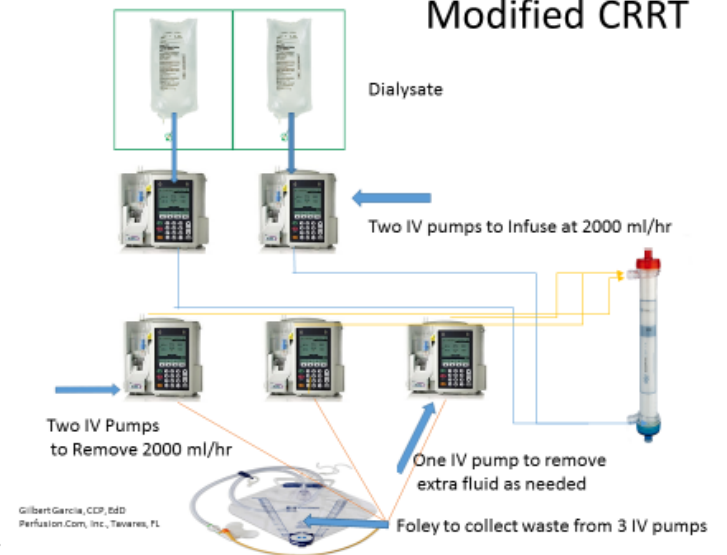 Modified CRRT
Dialysate
Two IV pumps to Infuse at 2000 ml/hr
Two IV Pumps
to Remove 2000 ml/hr
One IV pump to remove
extra fluid as needed
Gilbert Garcia, CCP, EdD
Perfusion.Com, Inc., Tavares, FL
Foley to collect waste from 3 IV pumps